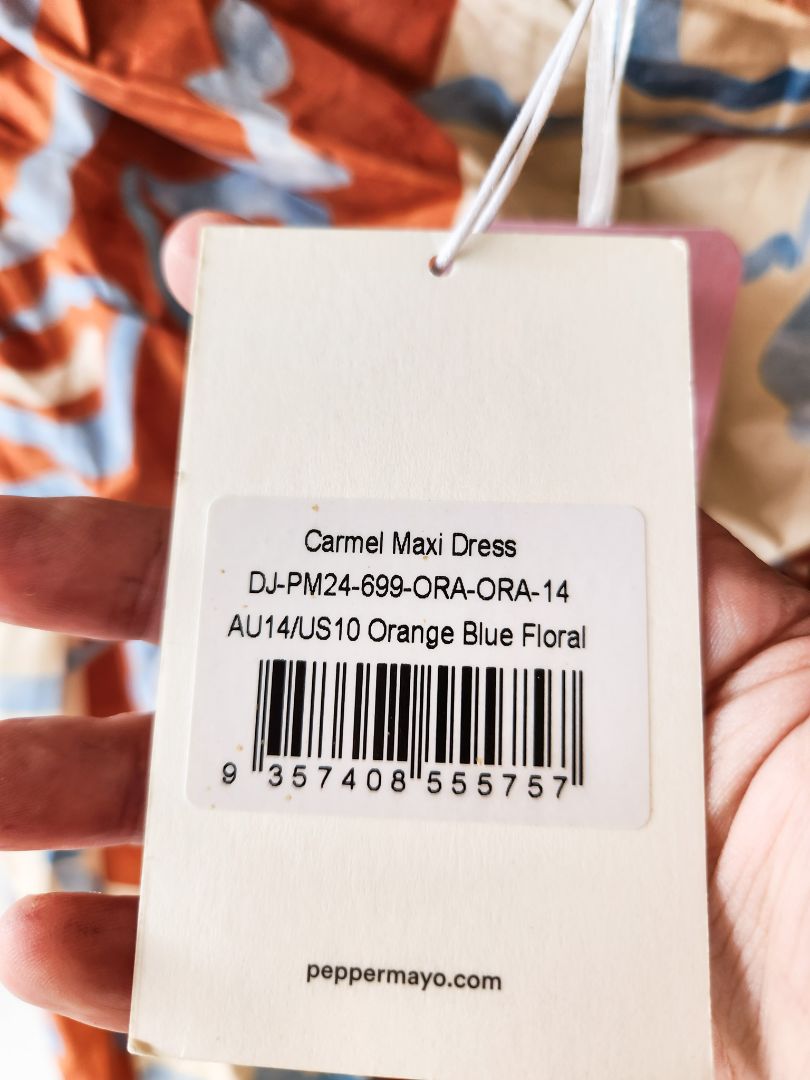 Carmel Maxi Dress
DJ-PM24-699-ORA-ORA-14
AU14/US10 Orange Blue Floral
9 357408 555757
peppermayo.com